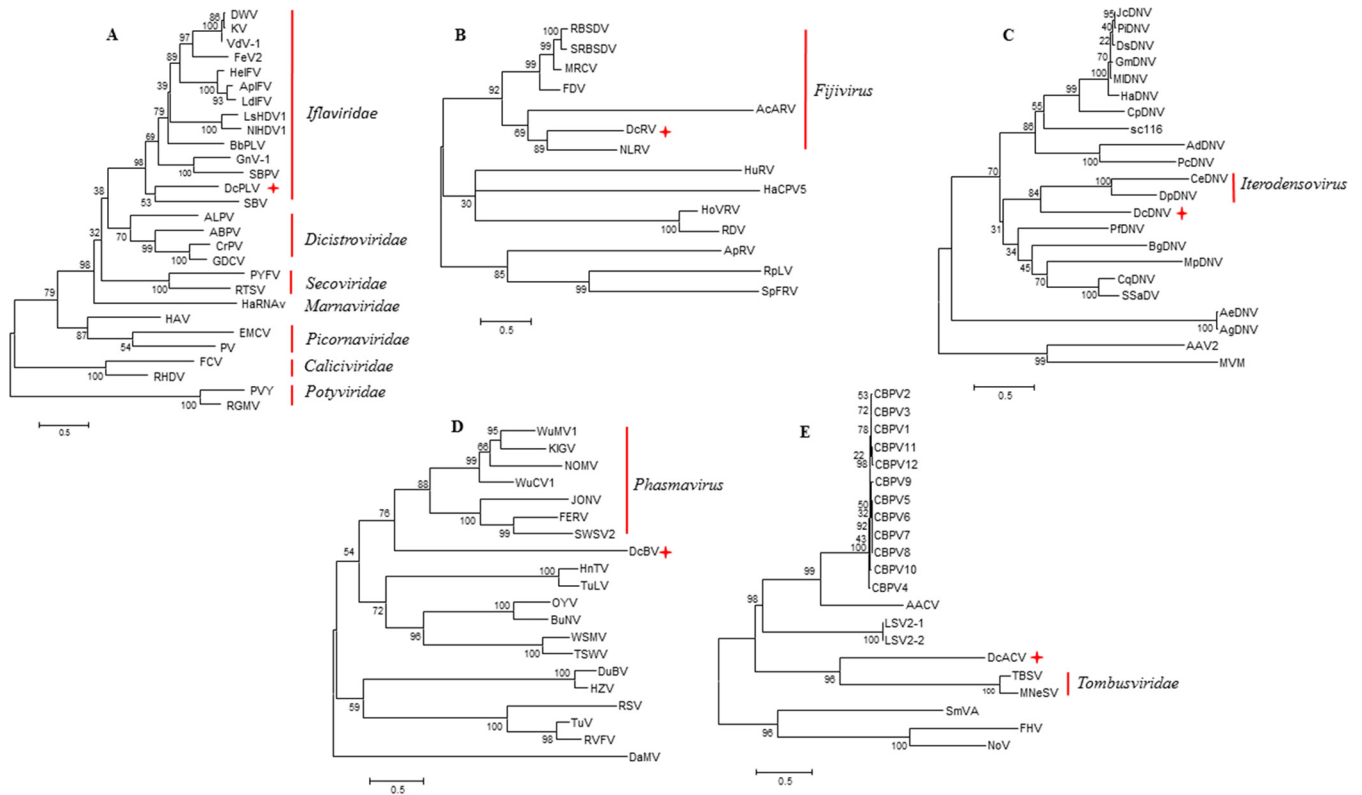 A
DWV
KV
VdV-1
FeV2
HeIFV
ApIFV
LdIFV
LsHDV1
NIHDV1
BbPLV
GnV-1
SBPV
DcPLV
SBV
ALPV
ABPV
CrPV
GDCV
PYFV
RTSV
HaRNAv
HAV
EMCV
PV
FCV
RHDV
PVY
RGMV
Iflaviridae
Dicistroviridae
Secoviridae
Marnaviridae
Picornaviridae
Caliciviridae
Potyviridae
86
100
97
89
100
93
39
100
79
69
100
98
53
38
70
99
100
32
100
98
79
87
54
100
100
0.5
B
RBSDV
SRBSDV
MRCV
FDV
AcARV
DcRV
NLRV
HuRV
HaCPV5
HoVRV
RDV
ApRV
RpLV
SpFRV
Fijivirus
100
99
99
92
69
89
30
100
85
99
0.5
C
JcDNV
PiDNV
DsDNV
GmDNV
MIDNV
HaDNV
CpDNV
sc116
AdDNV
PcDNV
CeDNV
DpDNV
DcDNV
PfDNV
BgDNV
MpDNV
CqDNV
SSaDV
AeDNV
AgDNV
AAV2
MVM
Iterodensovirus
95
40
22
70
100
99
55
86
100
70
100
84
31
34
45
70
100
100
99
0.5
D
WuMV1
KIGV
NOMV
WuCV1
JONV
FERV
SWSV2
DcBV
HnTV
TuLV
OYV
BuNV
WSMV
TSWV
DuBV
HZV
RSV
TuV
RVFV
DaMV
Phasmavirus
95
66
99
88
100
99
76
54
100
72
100
96
100
100
59
100
98
0.5
E
CBPV2
CBPV3
CBPV1
CBPV11
CBPV12
CBPV9
CBPV5
CBPV6
CBPV7
CBPV8
CBPV10
CBPV4
AACV
LSV2-1
LSV2-2
DcACV
TBSV
MNeSV
SmVA
FHV
NoV
Tombusviridae
53
72
78
22
98
50
32
92
43
100
99
98
100
96
100
96
100
0.5